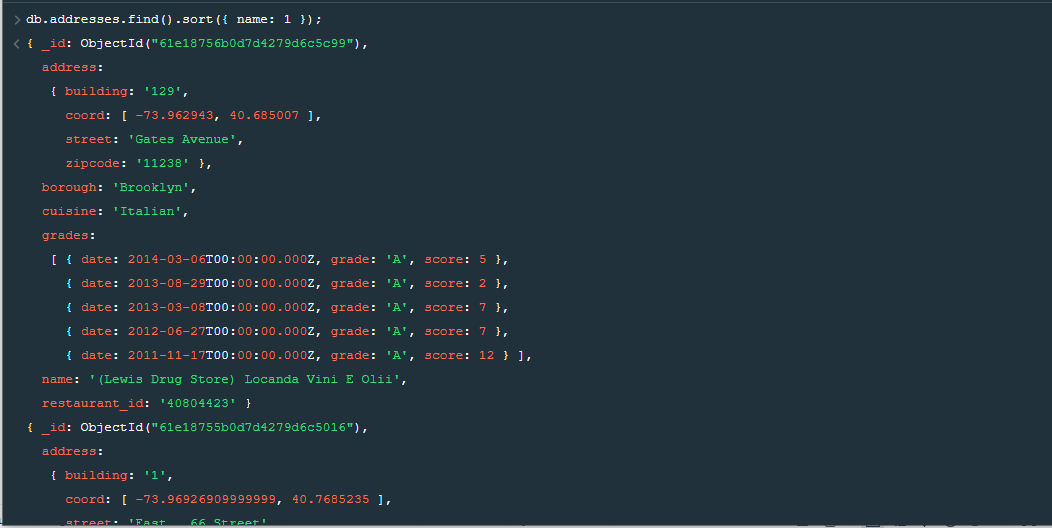 db.addresses.find().sort({ name: 1 });
{ _id: ObjectId("61e18756b0d7d4279d6c5c99"),
address:
{ building: '129',
coord: [ -73.962943, 40.685007 ],
street: 'Gates Avenue',
zipcode: '11238' },
borough: 'Brooklyn',
cuisine: 'Italian',
grades:
[ { date: 2014-03-06T00:00:00.000Z, grade: 'A', score: 5 },
{ date: 2013-08-29T00:00:00.000Z, grade: 'A', score: 2 },
{ date: 2013-03-08T00:00:00.000Z, grade: 'A', score: 7 },
{ date: 2012-06-27T00:00:00.000Z, grade: 'A', score: 7 },
{ date: 2011-11-17T00:00:00.000Z, grade: 'A', score: 12 } ],
name: '(Lewis Drug Store) Locanda Vini E Olii',
restaurant_id: '40804423' }
{ _id: ObjectId("61e18755b0d7d4279d6c5016"),
address:
{ building: '1',
coord: [ -73.96926909999999, 40.7685235 ],
street: 'East   66 Street',